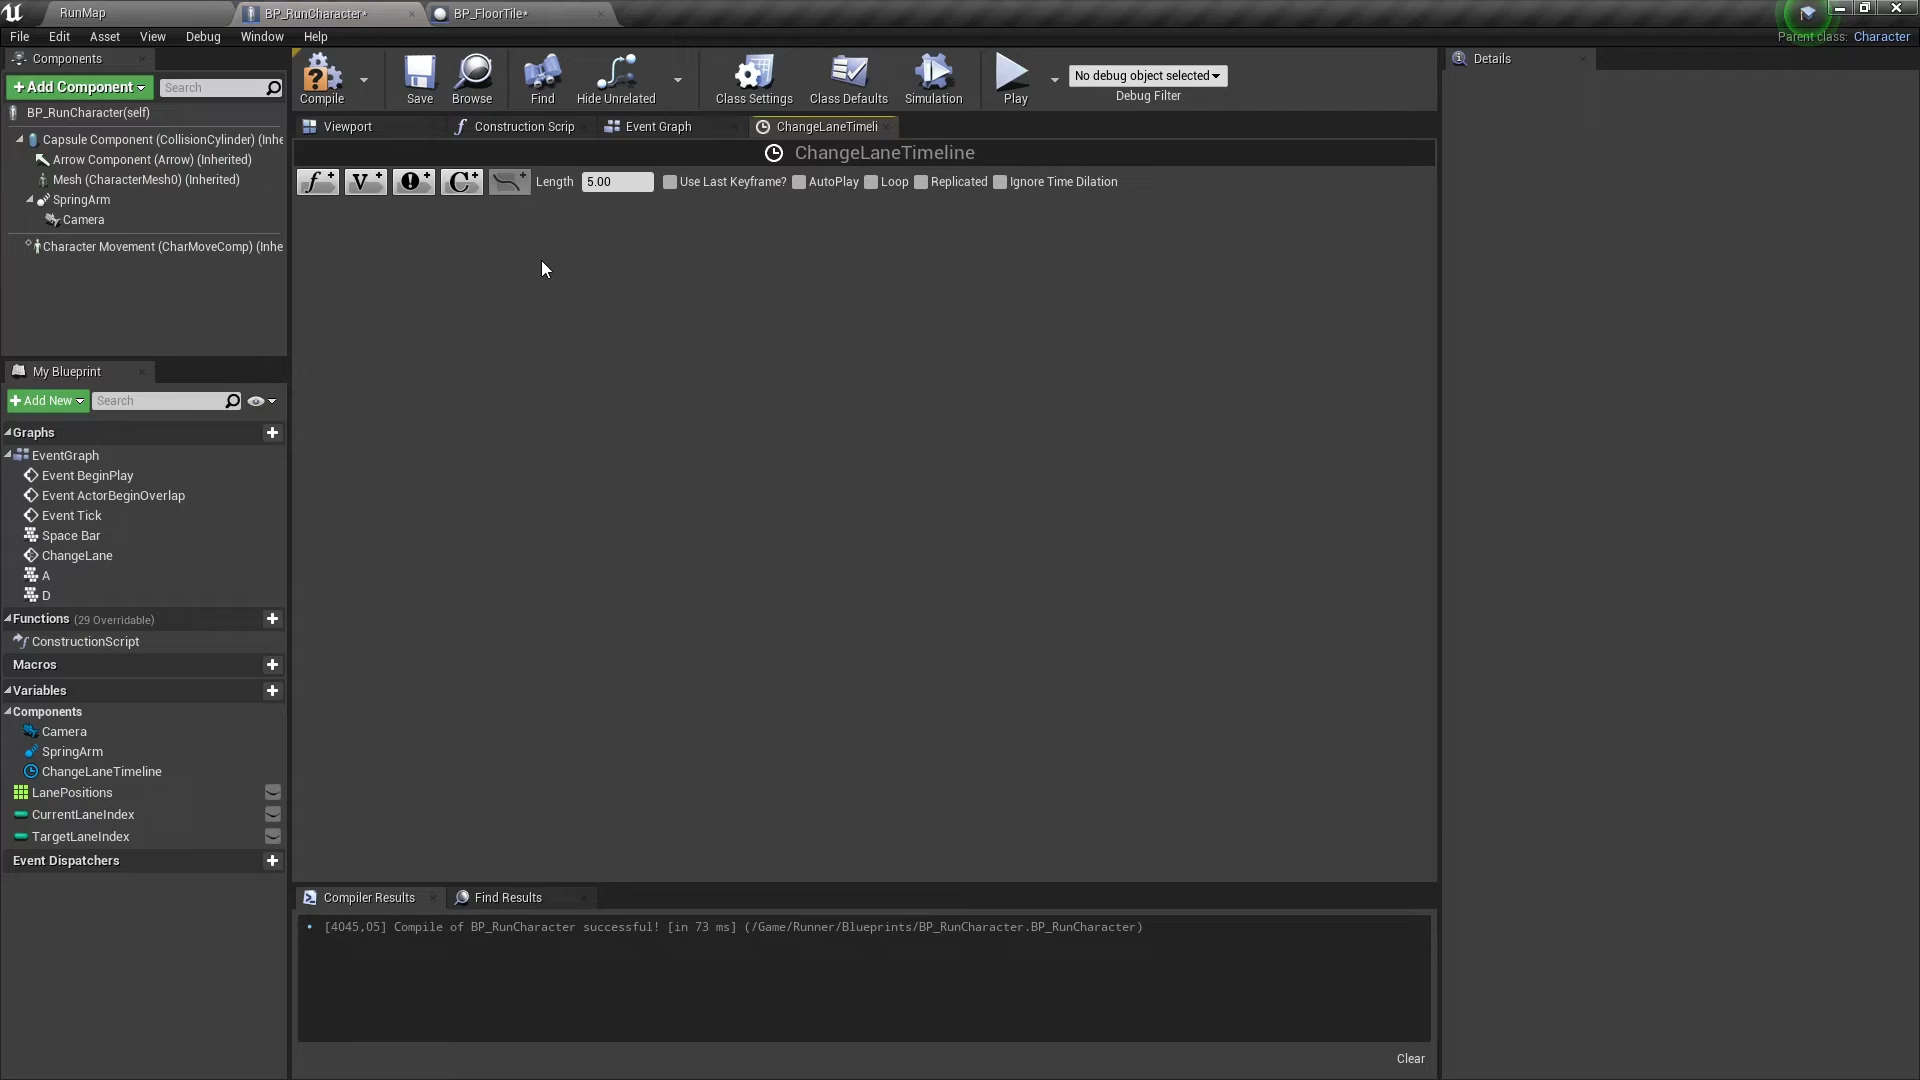 RunMap
BP_RunCharacter*
BP_FloorTile*
File Edit Asset View Debug Window Help
Parent class: Character
Components
+Add Component
Search
BP_RunCharacter(self)
Capsule Component (CollisionCylinder) (Inhe
Arrow Component (Arrow) (Inherited)
Mesh (CharacterMesh0) (Inherited)
SpringArm
Camera
Character Movement (CharMoveComp) (Inhe
Compile
Save
Browse
Find
Hide Unrelated
Class Settings
Class Defaults
Simulation
Play
No debug object selected
Debug Filter
Details
Viewport
Construction Scrip
Event Graph
ChangeLaneTimeli
ChangeLaneTimeline
f+ V+ !+ C+
Length 5.00 Use Last Keyframe? AutoPlay Loop Replicated Ignore Time Dilation
My Blueprint
+Add New
Search
Graphs
EventGraph
Event BeginPlay
Event ActorBeginOverlap
Event Tick
Space Bar
ChangeLane
A
D
Functions (29 Overridable)
ConstructionScript
Macros
Variables
Components
Camera
SpringArm
ChangeLaneTimeline
LanePositions
CurrentLaneIndex
TargetLaneIndex
Event Dispatchers
Compiler Results
Find Results
[4045,05] Compile of BP_RunCharacter successful! [in 73 ms] (/Game/Runner/Blueprints/BP_RunCharacter.BP_RunCharacter)
Clear